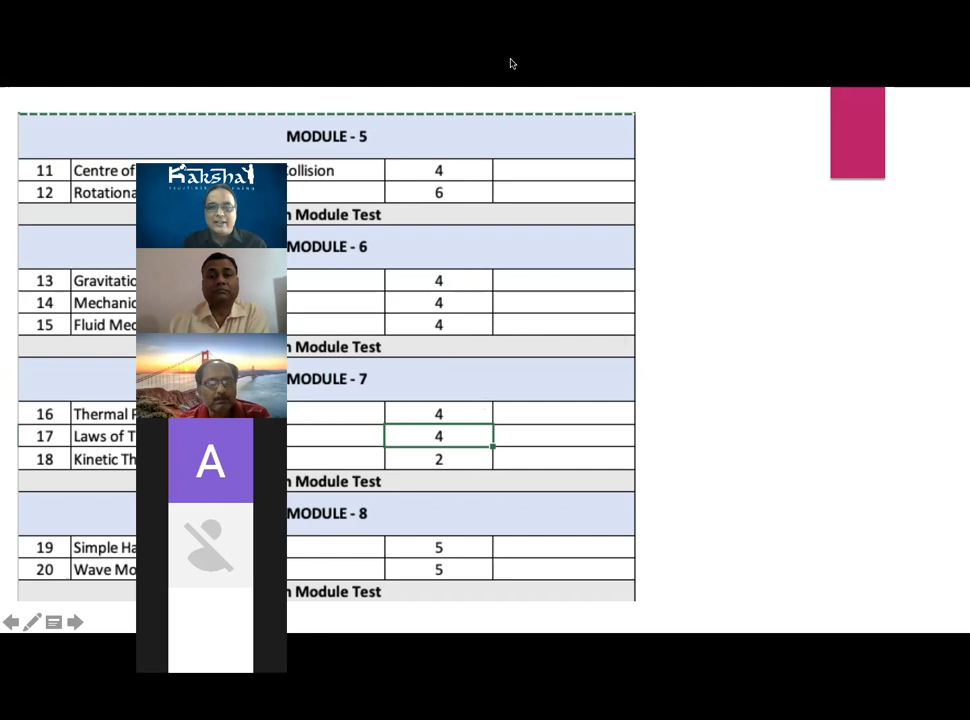 MODULE - 5
11 Centre of Collision 4
12 Rotationa 6
n Module Test
MODULE - 6
13 Gravitatio 4
14 Mechanic 4
15 Fluid Mec 4
n Module Test
MODULE - 7
16 Thermal P 4
17 Laws of T 4
18 Kinetic Th 2
n Module Test
MODULE - 8
19 Simple Ha 5
20 Wave Mo 5
n Module Test
Rakshak
A